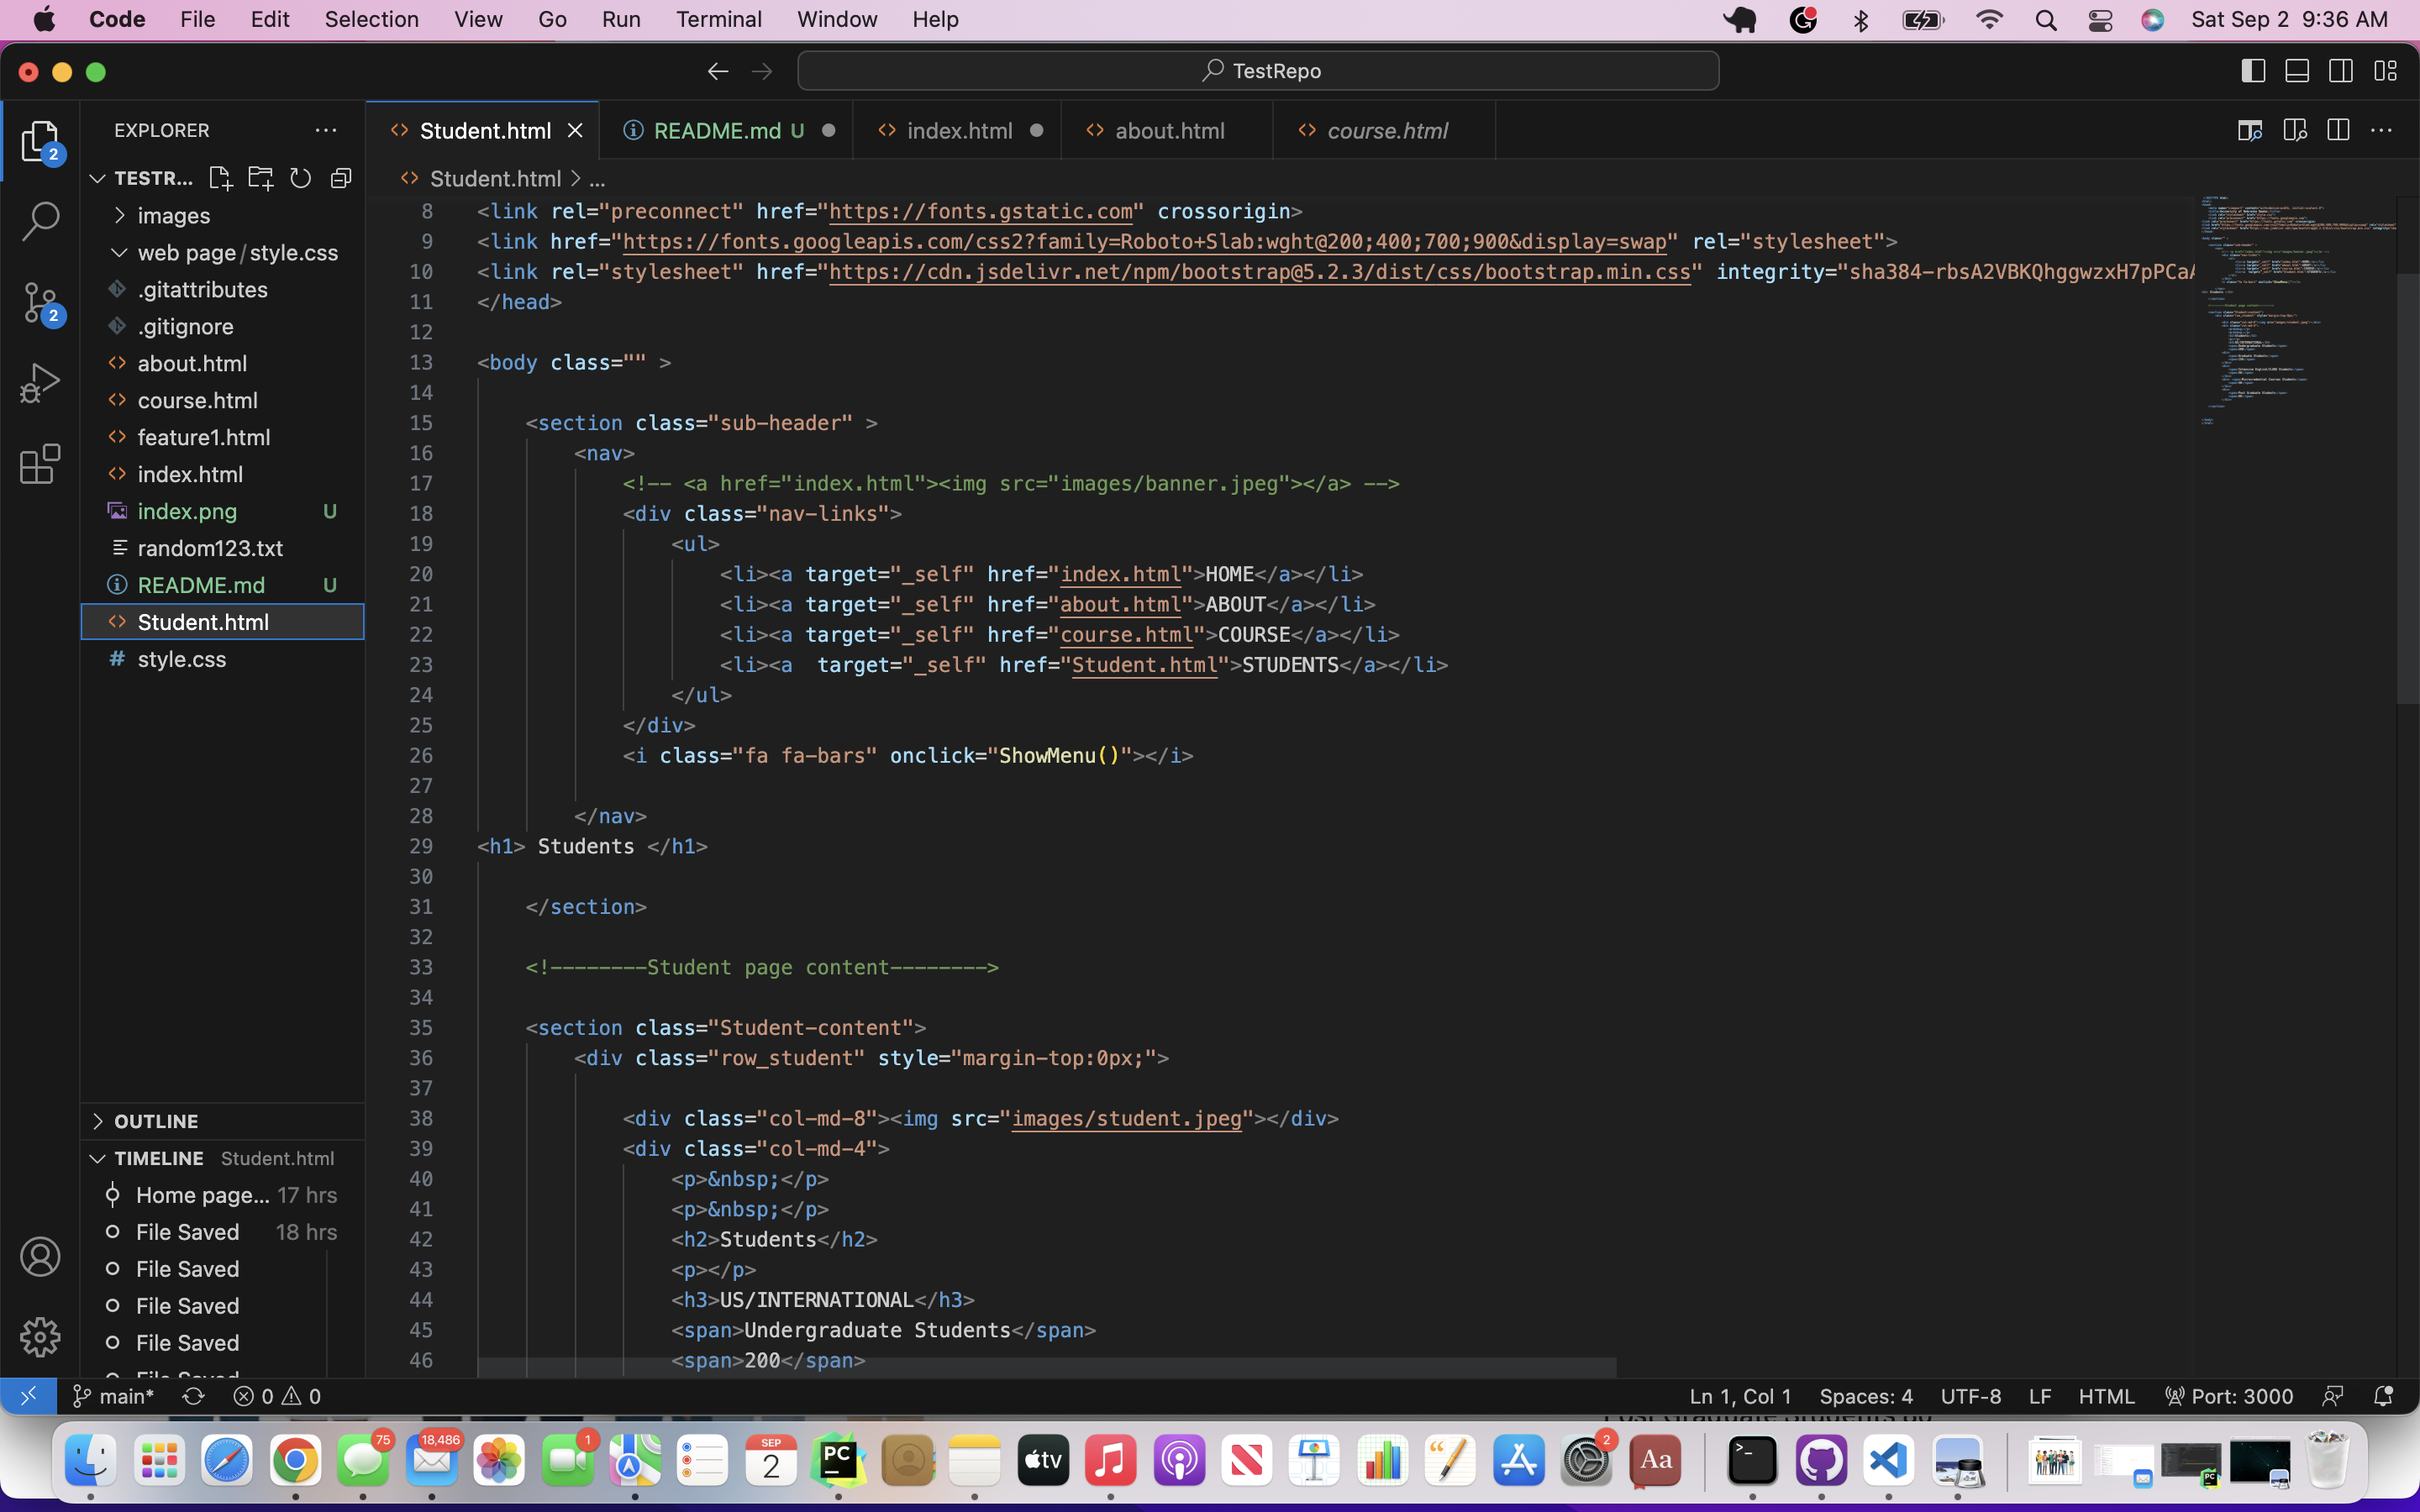 Code File Edit Selection View Go Run Terminal Window Help Sat Sep 2 9:36 AM
TestRepo
EXPLORER
Student.html
README.md U
index.html
about.html
course.html
TESTR...
Student.html > ...
images
web page/style.css
.gitattributes
.gitignore
about.html
course.html
feature1.html
index.html
index.png U
random123.txt
README.md U
Student.html
style.css
OUTLINE
TIMELINE Student.html
Home page... 17 hrs
File Saved 18 hrs
File Saved
File Saved
File Saved
File Saved
2
2
8 <link rel="preconnect" href="https://fonts.gstatic.com" crossorigin>
9 <link href="https://fonts.googleapis.com/css2?family=Roboto+Slab:wght@200;400;700;900&display=swap" rel="stylesheet">
10 <link rel="stylesheet" href="https://cdn.jsdelivr.net/npm/bootstrap@5.2.3/dist/css/bootstrap.min.css" integrity="sha384-rbsA2VBKQhggwzxH7pPCaA
11 </head>
12
13 <body class="" >
14
15 <section class="sub-header" >
16 <nav>
17 <!-- <a href="index.html"><img src="images/banner.jpeg"></a> -->
18 <div class="nav-links">
19 <ul>
20 <li><a target="_self" href="index.html">HOME</a></li>
21 <li><a target="_self" href="about.html">ABOUT</a></li>
22 <li><a target="_self" href="course.html">COURSE</a></li>
23 <li><a  target="_self" href="Student.html">STUDENTS</a></li>
24 </ul>
25 </div>
26 <i class="fa fa-bars" onclick="ShowMenu()"></i>
27
28 </nav>
29 <h1> Students </h1>
30
31 </section>
32
33 <!--------Student page content-------->
34
35 <section class="Student-content">
36 <div class="row_student" style="margin-top:0px;">
37
38 <div class="col-md-8"><img src="images/student.jpeg"></div>
39 <div class="col-md-4">
40 <p>&nbsp;</p>
41 <p>&nbsp;</p>
42 <h2>Students</h2>
43 <p></p>
44 <h3>US/INTERNATIONAL</h3>
45 <span>Undergraduate Students</span>
46 <span>200</span>
main* 0 0 Ln 1, Col 1 Spaces: 4 UTF-8 LF HTML Port: 3000
75
18,486
1
SEP
2
PC
tv
2
Aa
>_